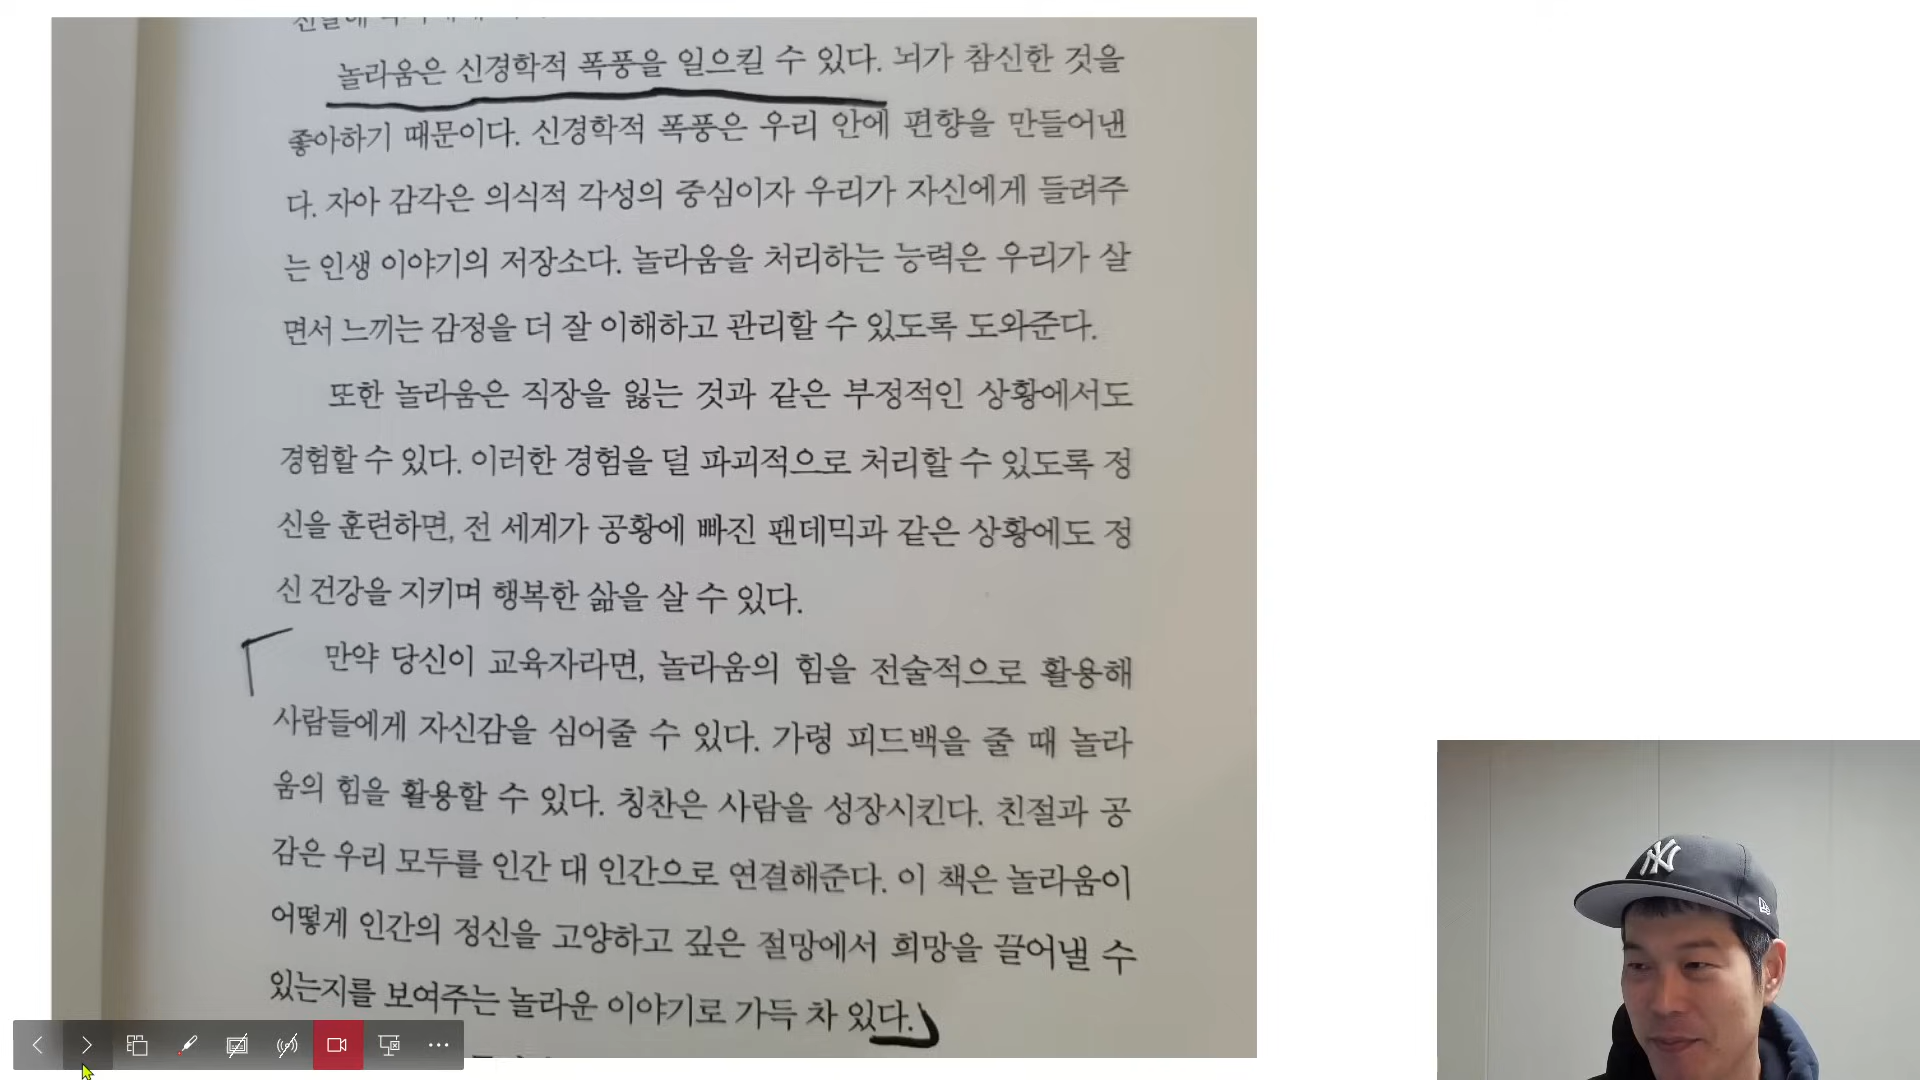 놀라움은 신경학적 폭풍을 일으킬 수 있다. 뇌가 참신한 것을
좋아하기 때문이다. 신경학적 폭풍은 우리 안에 편향을 만들어낸
다. 자아 감각은 의식적 각성의 중심이자 우리가 자신에게 들려주
는 인생 이야기의 저장소다. 놀라움을 처리하는 능력은 우리가 살
면서 느끼는 감정을 더 잘 이해하고 관리할 수 있도록 도와준다.
또한 놀라움은 직장을 잃는 것과 같은 부정적인 상황에서도
경험할 수 있다. 이러한 경험을 덜 파괴적으로 처리할 수 있도록 정
신을 훈련하면, 전 세계가 공황에 빠진 팬데믹과 같은 상황에도 정
신 건강을 지키며 행복한 삶을 살 수 있다.
만약 당신이 교육자라면, 놀라움의 힘을 전술적으로 활용해
사람들에게 자신감을 심어줄 수 있다. 가령 피드백을 줄 때 놀라
움의 힘을 활용할 수 있다. 칭찬은 사람을 성장시킨다. 친절과 공
감은 우리 모두를 인간 대 인간으로 연결해준다. 이 책은 놀라움이
어떻게 인간의 정신을 고양하고 깊은 절망에서 희망을 끌어낼 수
있는지를 보여주는 놀라운 이야기로 가득 차 있다.
NY